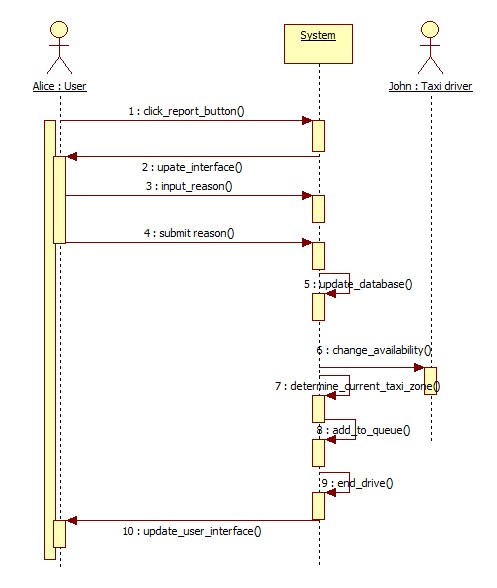 System
Alice : User
John : Taxi driver
1 : click_report_button()
2 : upate_interface()
3 : input_reason()
4 : submit reason()
5 : update_database()
6 : change_availability()
7 : determine_current_taxi_zone()
8 : add_to_queue()
9 : end_drive()
10 : update_user_interface()